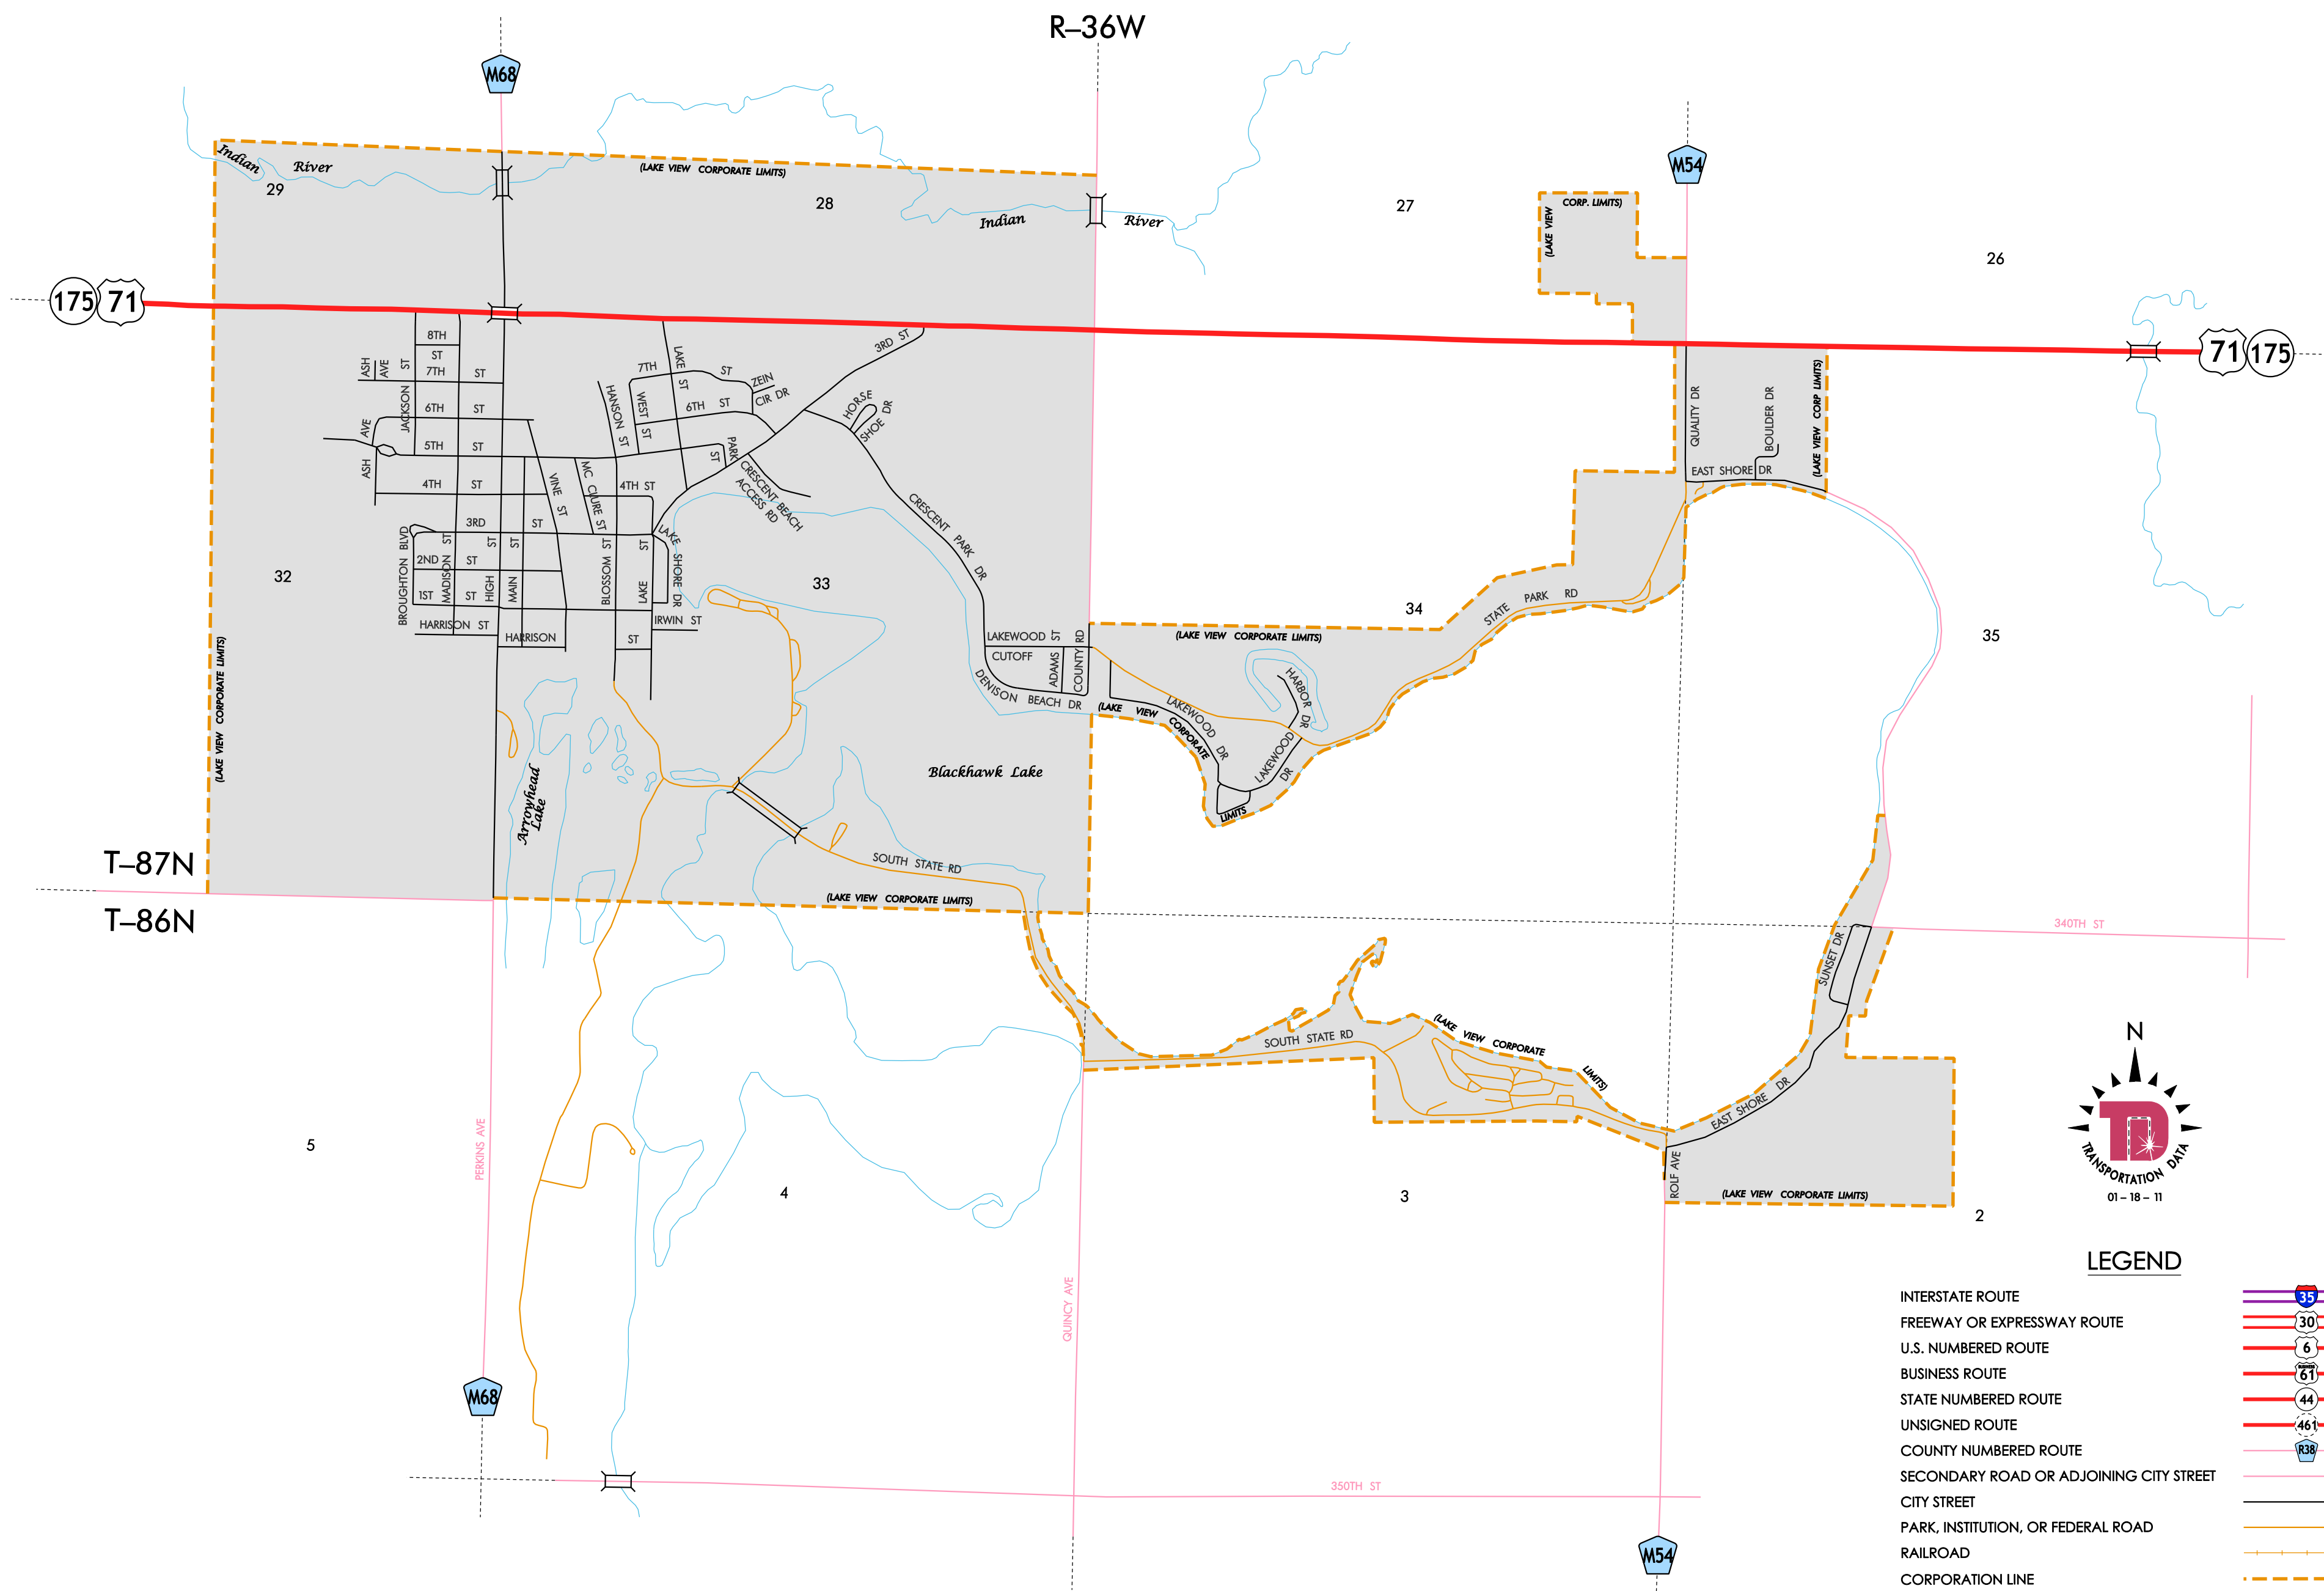 R–36W
M68
M54
Indian
River
29
(LAKE VIEW CORPORATE LIMITS)
28
Indian
River
27
(LAKE VIEW
CORP. LIMITS)
26
175
71
71
175
8TH
ST
ASH
AVE
JACKSON
ST
7TH
ST
6TH
ST
AVE
5TH
ST
ASH
4TH
ST
3RD
ST
BROUGHTON BLVD
2ND
ST
MADISON
ST
1ST
ST
HIGH
ST
MAIN
ST
HARRISON ST
HARRISON
ST
VINE
ST
MC CLURE ST
HANSON ST
WEST
ST
7TH
ST
LAKE
ST
6TH
ST
ZEIN
CIR DR
3RD ST
HORSE
SHOE DR
PARK
ST
CRESCENT BEACH
ACCESS RD
4TH ST
BLOSSOM ST
LAKE
ST
LAKE SHORE DR
IRWIN ST
CRESCENT PARK DR
32
33
34
35
(LAKE VIEW CORPORATE LIMITS)
LAKEWOOD
CUTOFF
ADAMS
ST
COUNTY RD
DENISON BEACH DR
(LAKE VIEW CORPORATE LIMITS)
(LAKE VIEW CORPORATE
LIMITS
LAKEWOOD DR
LAKEWOOD
DR
HARBOR DR
STATE PARK RD
QUALITY DR
BOULDER DR
EAST SHORE DR
(LAKE VIEW CORP LIMITS)
Arrowhead
Lake
Blackhawk Lake
SOUTH STATE RD
(LAKE VIEW CORPORATE LIMITS)
T–87N
T–86N
340TH ST
SUNSET DR
SOUTH STATE RD
(LAKE VIEW CORPORATE
LIMITS)
EAST SHORE DR
ROLF AVE
(LAKE VIEW CORPORATE LIMITS)
5
4
3
2
PERKINS AVE
QUINCY AVE
350TH ST
M68
M54
N
TD
TRANSPORTATION DATA
01 – 18 – 11
LEGEND
INTERSTATE ROUTE
35
FREEWAY OR EXPRESSWAY ROUTE
30
U.S. NUMBERED ROUTE
6
BUSINESS ROUTE
BUSINESS
61
STATE NUMBERED ROUTE
44
UNSIGNED ROUTE
461
COUNTY NUMBERED ROUTE
R38
SECONDARY ROAD OR ADJOINING CITY STREET
CITY STREET
PARK, INSTITUTION, OR FEDERAL ROAD
RAILROAD
CORPORATION LINE